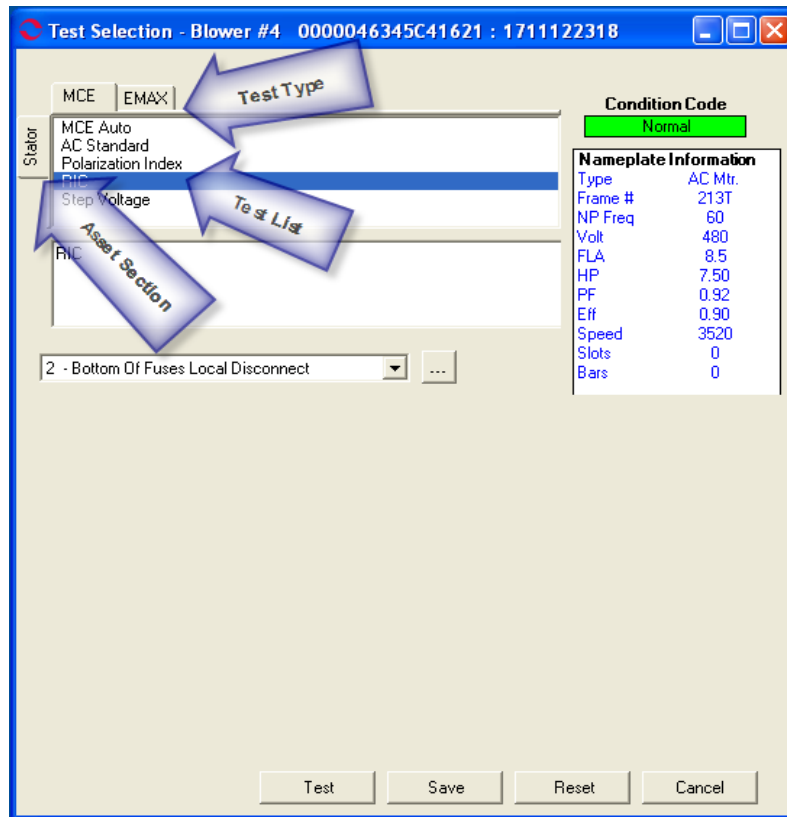 Test Selection - Blower #4 0000046345C41621 : 1711122318
MCE EMAX
Test Type
Stator
MCE Auto
AC Standard
Polarization Index
RIC
Step Voltage
Test List
Asset Section
RIC
2 - Bottom Of Fuses Local Disconnect
...
Condition Code
Normal
Nameplate Information
Type AC Mtr.
Frame # 213T
NP Freq 60
Volt 480
FLA 8.5
HP 7.50
PF 0.92
Eff 0.90
Speed 3520
Slots 0
Bars 0
Test Save Reset Cancel